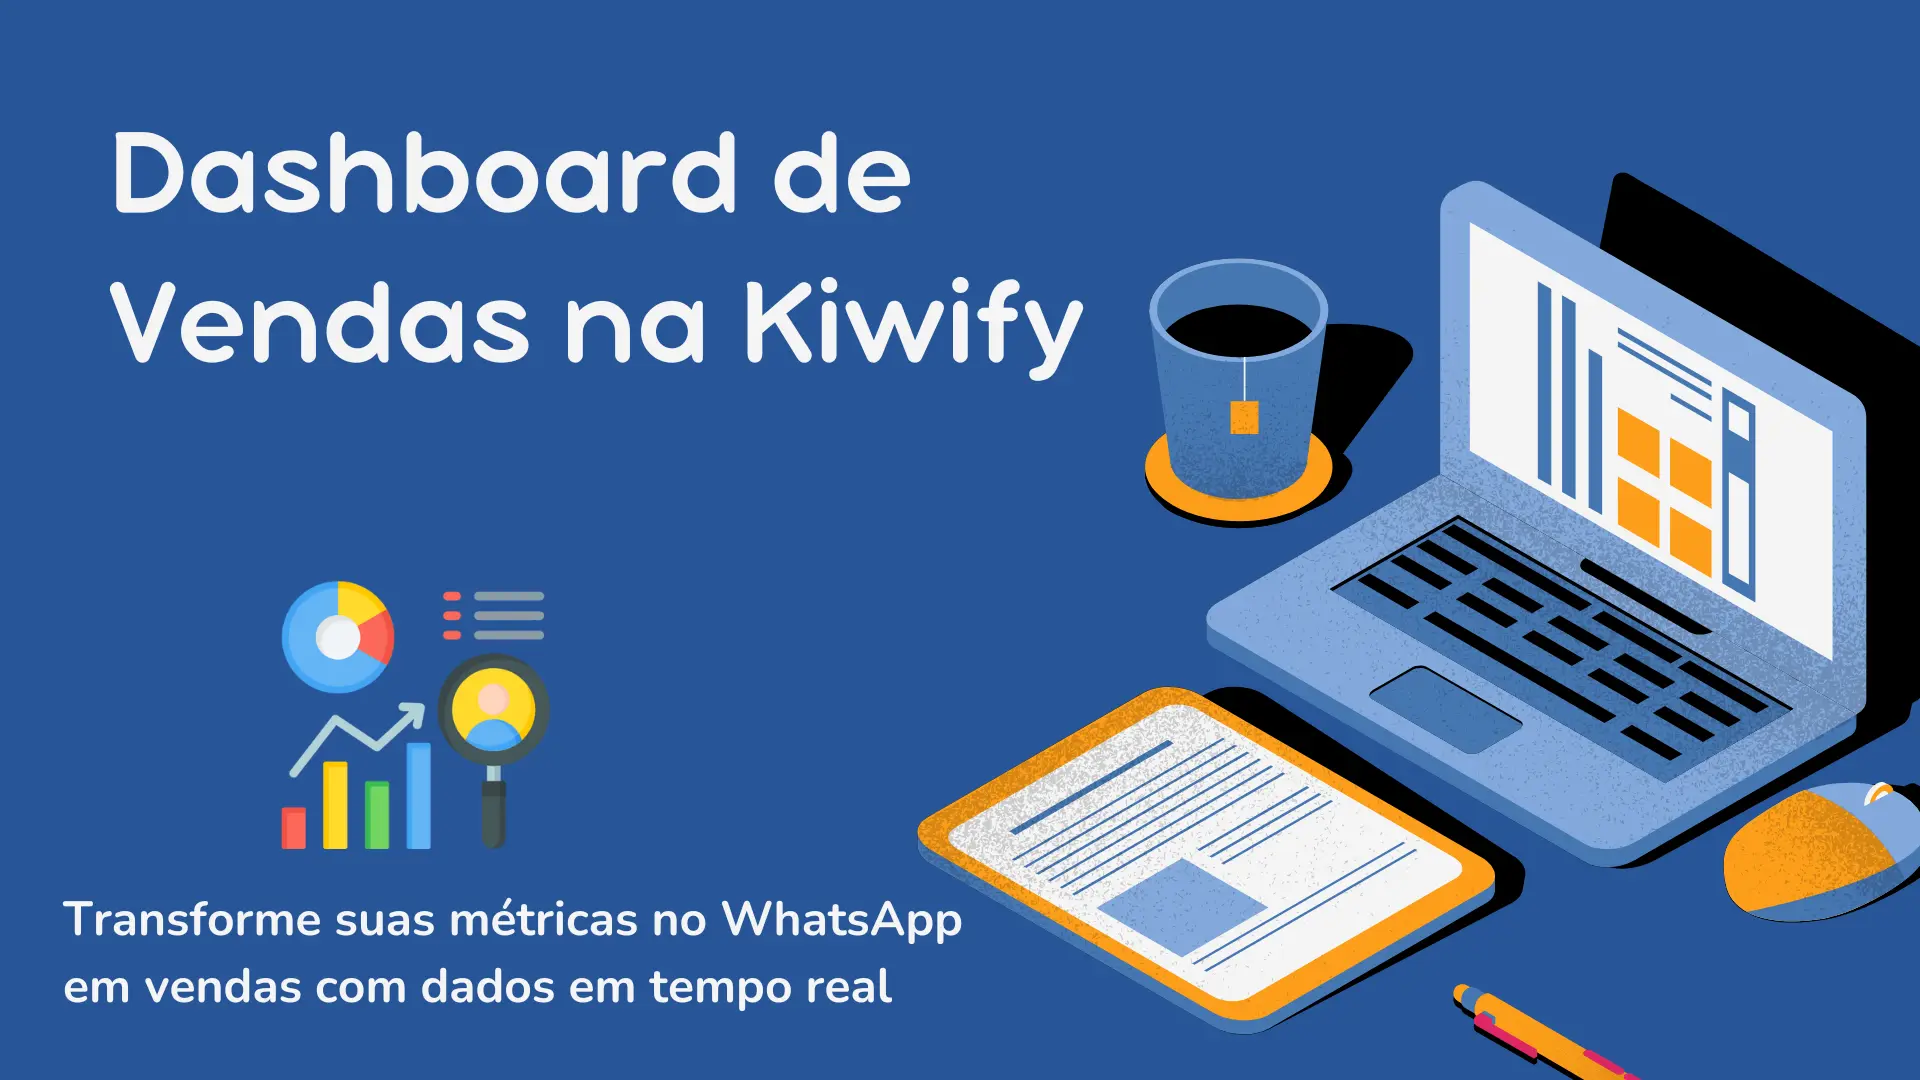 Dashboard de
Vendas na Kiwify
Transforme suas métricas no WhatsApp
em vendas com dados em tempo real